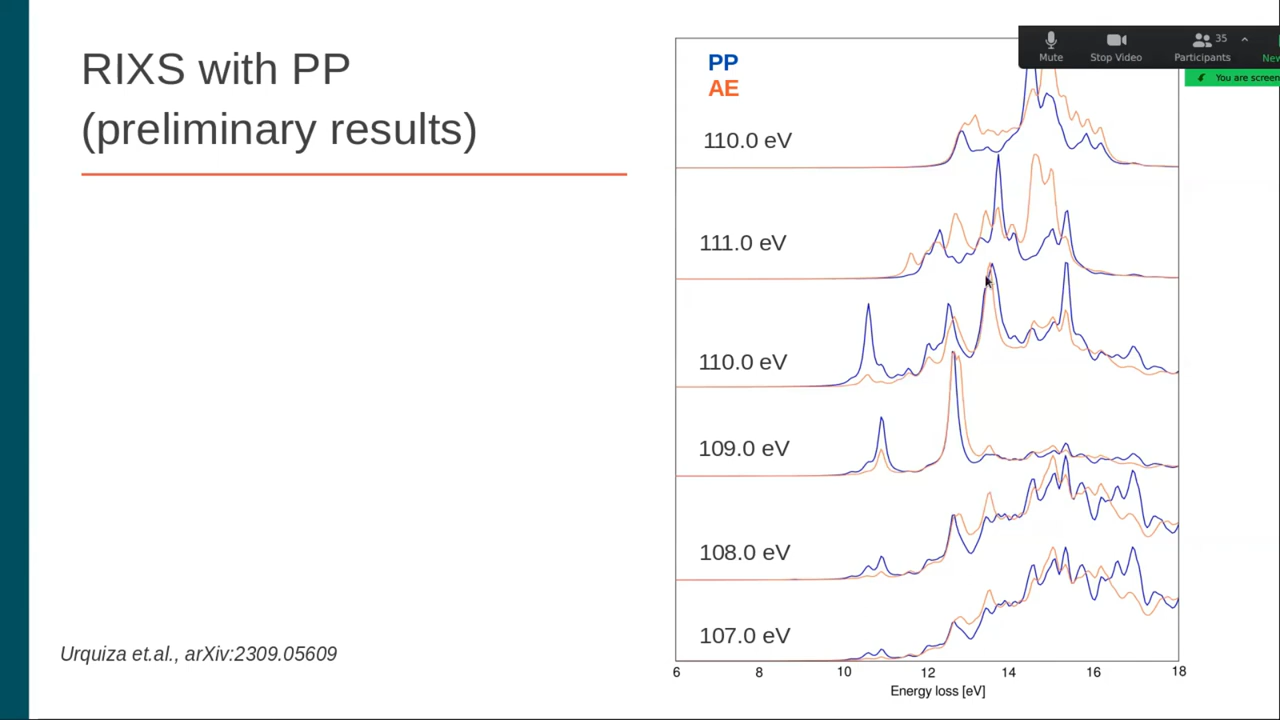 RIXS with PP
(preliminary results)
PP
AE
110.0 eV
111.0 eV
110.0 eV
109.0 eV
108.0 eV
107.0 eV
6 8 10 12 14 16 18
Energy loss [eV]
Urquiza et.al., arXiv:2309.05609
35
Mute Stop Video Participants
You are